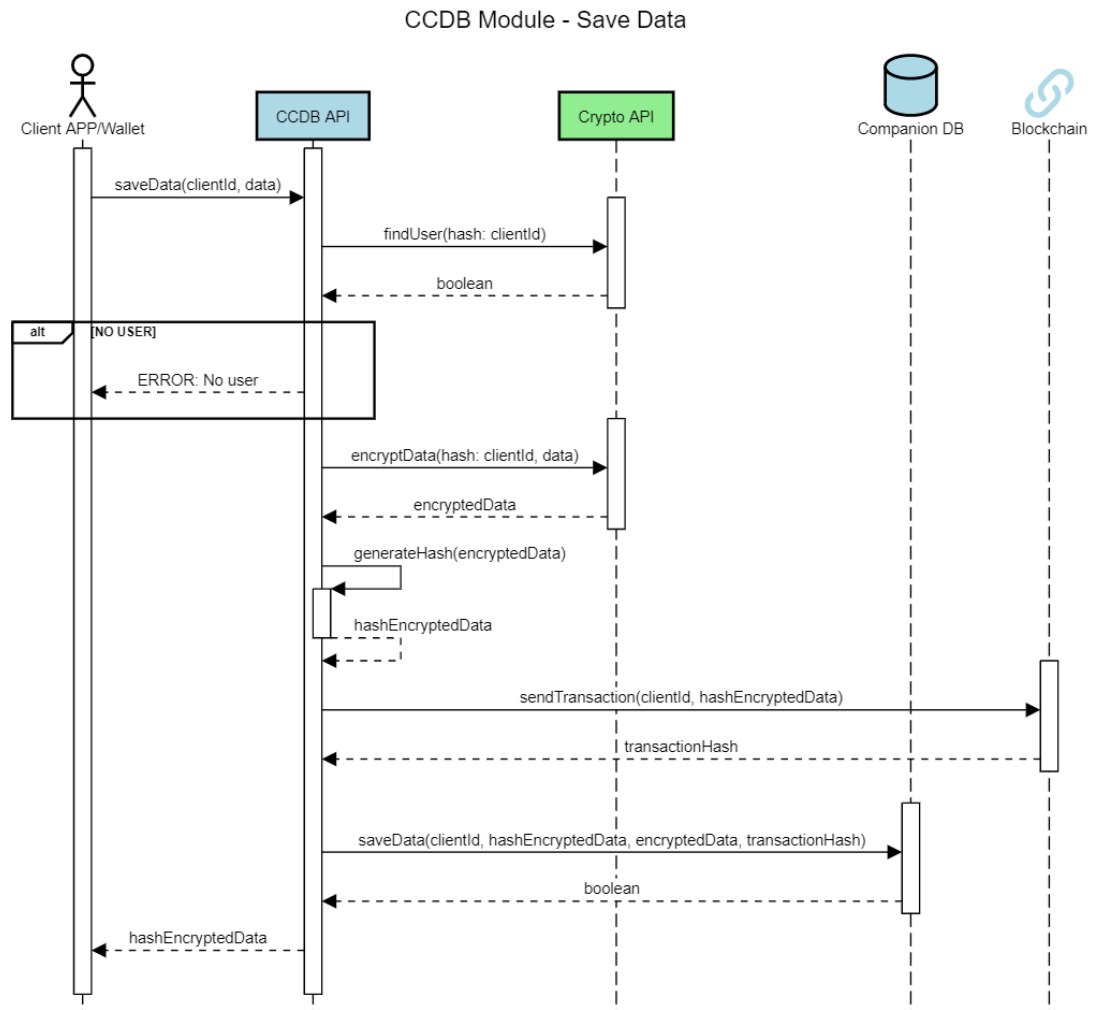 CCDB Module - Save Data
Client APP/Wallet
CCDB API
Crypto API
Companion DB
Blockchain
saveData(clientId, data)
findUser(hash: clientId)
boolean
alt
[NO USER]
ERROR: No user
encryptData(hash: clientId, data)
encryptedData
generateHash(encryptedData)
hashEncryptedData
sendTransaction(clientId, hashEncryptedData)
transactionHash
saveData(clientId, hashEncryptedData, encryptedData, transactionHash)
boolean
hashEncryptedData